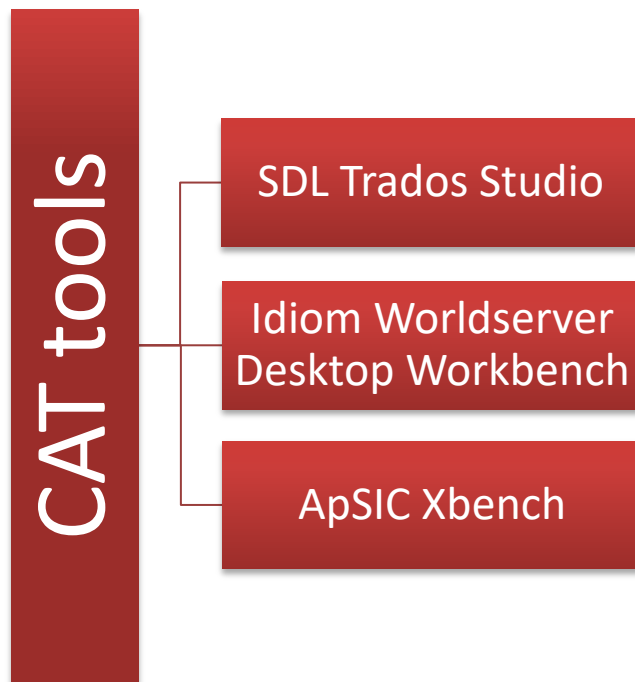 CAT tools
SDL Trados Studio
Idiom Worldserver
Desktop Workbench
ApSIC Xbench